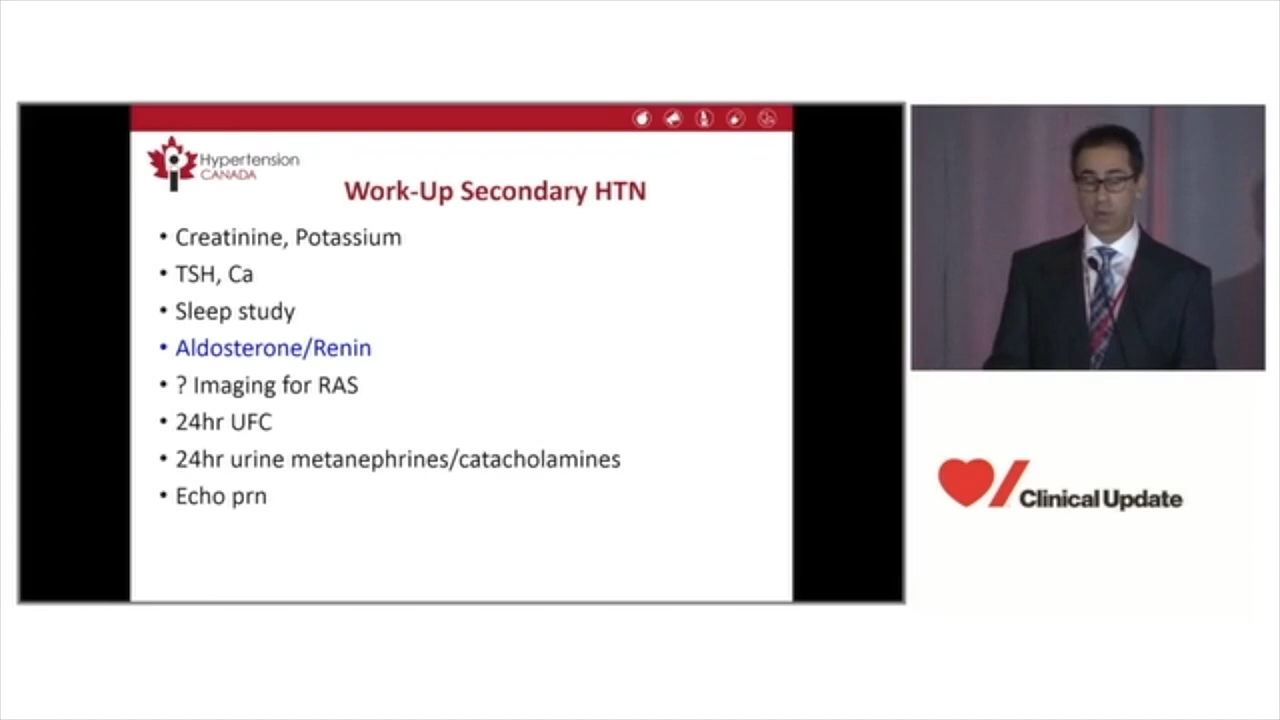 Hypertension
CANADA
Work-Up Secondary HTN
• Creatinine, Potassium
• TSH, Ca
• Sleep study
• Aldosterone/Renin
• ? Imaging for RAS
• 24hr UFC
• 24hr urine metanephrines/catacholamines
• Echo prn
Clinical Update